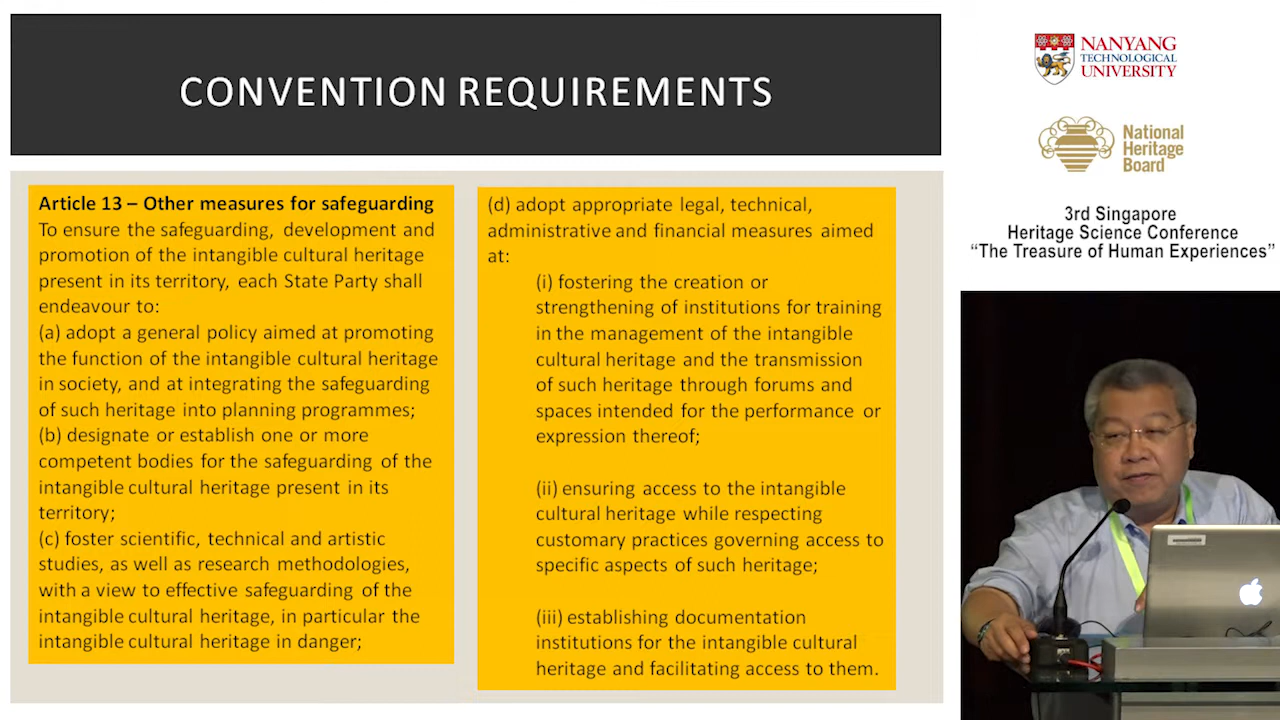 CONVENTION REQUIREMENTS
Article 13 – Other measures for safeguarding
To ensure the safeguarding, development and
promotion of the intangible cultural heritage
present in its territory, each State Party shall
endeavour to:
(a) adopt a general policy aimed at promoting
the function of the intangible cultural heritage
in society, and at integrating the safeguarding
of such heritage into planning programmes;
(b) designate or establish one or more
competent bodies for the safeguarding of the
intangible cultural heritage present in its
territory;
(c) foster scientific, technical and artistic
studies, as well as research methodologies,
with a view to effective safeguarding of the
intangible cultural heritage, in particular the
intangible cultural heritage in danger;
(d) adopt appropriate legal, technical,
administrative and financial measures aimed
at:
(i) fostering the creation or
strengthening of institutions for training
in the management of the intangible
cultural heritage and the transmission
of such heritage through forums and
spaces intended for the performance or
expression thereof;
(ii) ensuring access to the intangible
cultural heritage while respecting
customary practices governing access to
specific aspects of such heritage;
(iii) establishing documentation
institutions for the intangible cultural
heritage and facilitating access to them.
NANYANG
TECHNOLOGICAL
UNIVERSITY
National
Heritage
Board
3rd Singapore
Heritage Science Conference
“The Treasure of Human Experiences”